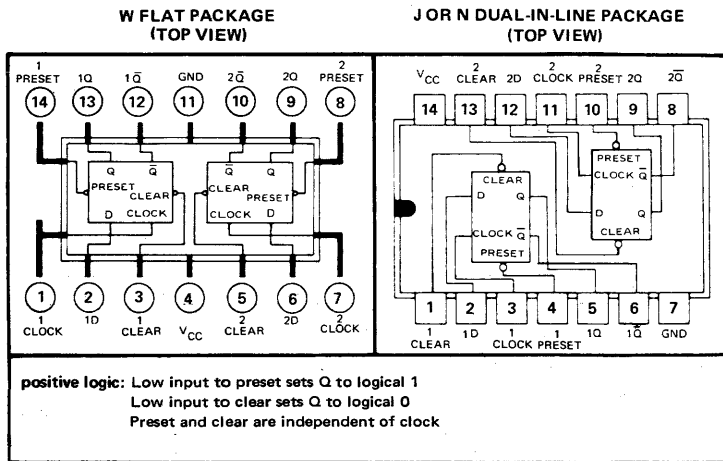 W FLAT PACKAGE
(TOP VIEW)
1 PRESET 1Q 1Q̅ GND 2Q̅ 2Q 2 PRESET
14 13 12 11 10 9 8
Q Q̅ Q̅ Q
PRESET CLEAR CLEAR PRESET
D CLOCK CLOCK D
1 2 3 4 5 6 7
1 CLOCK 1D 1 CLEAR VCC 2 CLEAR 2D 2 CLOCK
J OR N DUAL-IN-LINE PACKAGE
(TOP VIEW)
VCC 2 CLEAR 2D 2 CLOCK 2 PRESET 2Q 2Q̅
14 13 12 11 10 9 8
PRESET
CLOCK Q̅
D Q
CLEAR
CLEAR
D Q
CLOCK Q̅
PRESET
1 2 3 4 5 6 7
1 CLEAR 1D 1 CLOCK 1 PRESET 1Q 1Q̅ GND
positive logic: Low input to preset sets Q to logical 1
Low input to clear sets Q to logical 0
Preset and clear are independent of clock